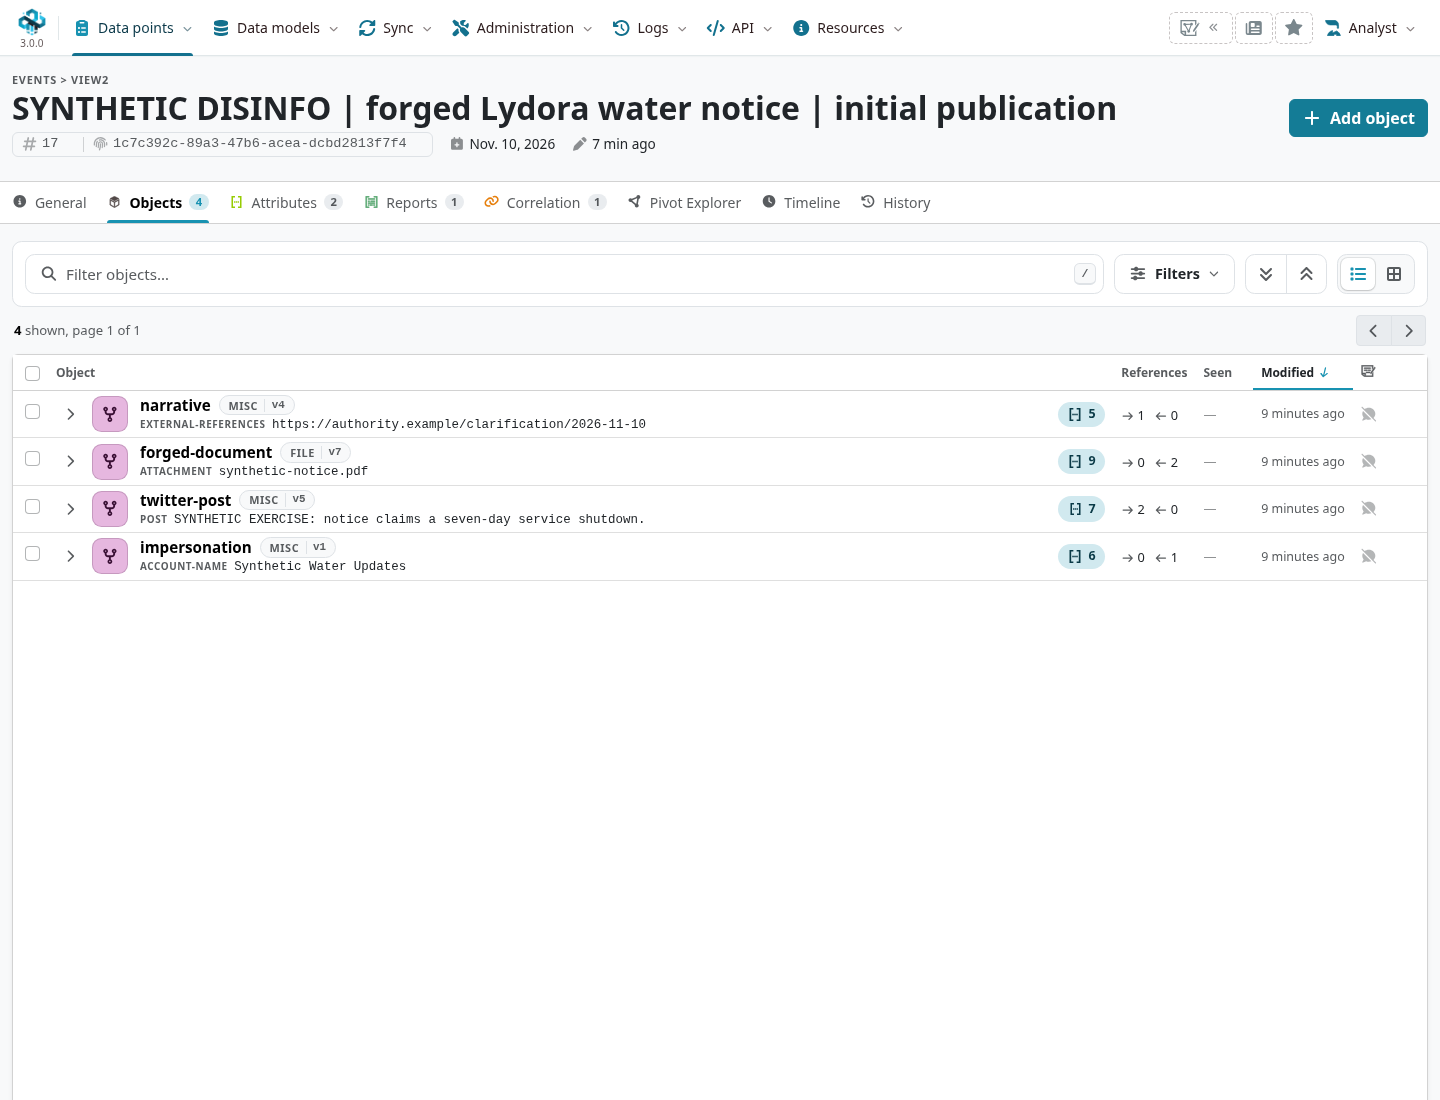 3.0.0
Data points
Data models
Sync
Administration
Logs
API
Resources
«
Analyst
EVENTS > VIEW2
SYNTHETIC DISINFO | forged Lydora water notice | initial publication
Add object
# 17 1c7c392c-89a3-47b6-acea-dcbd2813f7f4 Nov. 10, 2026 7 min ago
General Objects 4 Attributes 2 Reports 1 Correlation 1 Pivot Explorer Timeline History
Filter objects... / Filters
4 shown, page 1 of 1
Object References Seen Modified ↓
narrative MISC v4
EXTERNAL-REFERENCES https://authority.example/clarification/2026-11-10
5 → 1 ← 0 — 9 minutes ago
forged-document FILE v7
ATTACHMENT synthetic-notice.pdf
9 → 0 ← 2 — 9 minutes ago
twitter-post MISC v5
POST SYNTHETIC EXERCISE: notice claims a seven-day service shutdown.
7 → 2 ← 0 — 9 minutes ago
impersonation MISC v1
ACCOUNT-NAME Synthetic Water Updates
6 → 0 ← 1 — 9 minutes ago